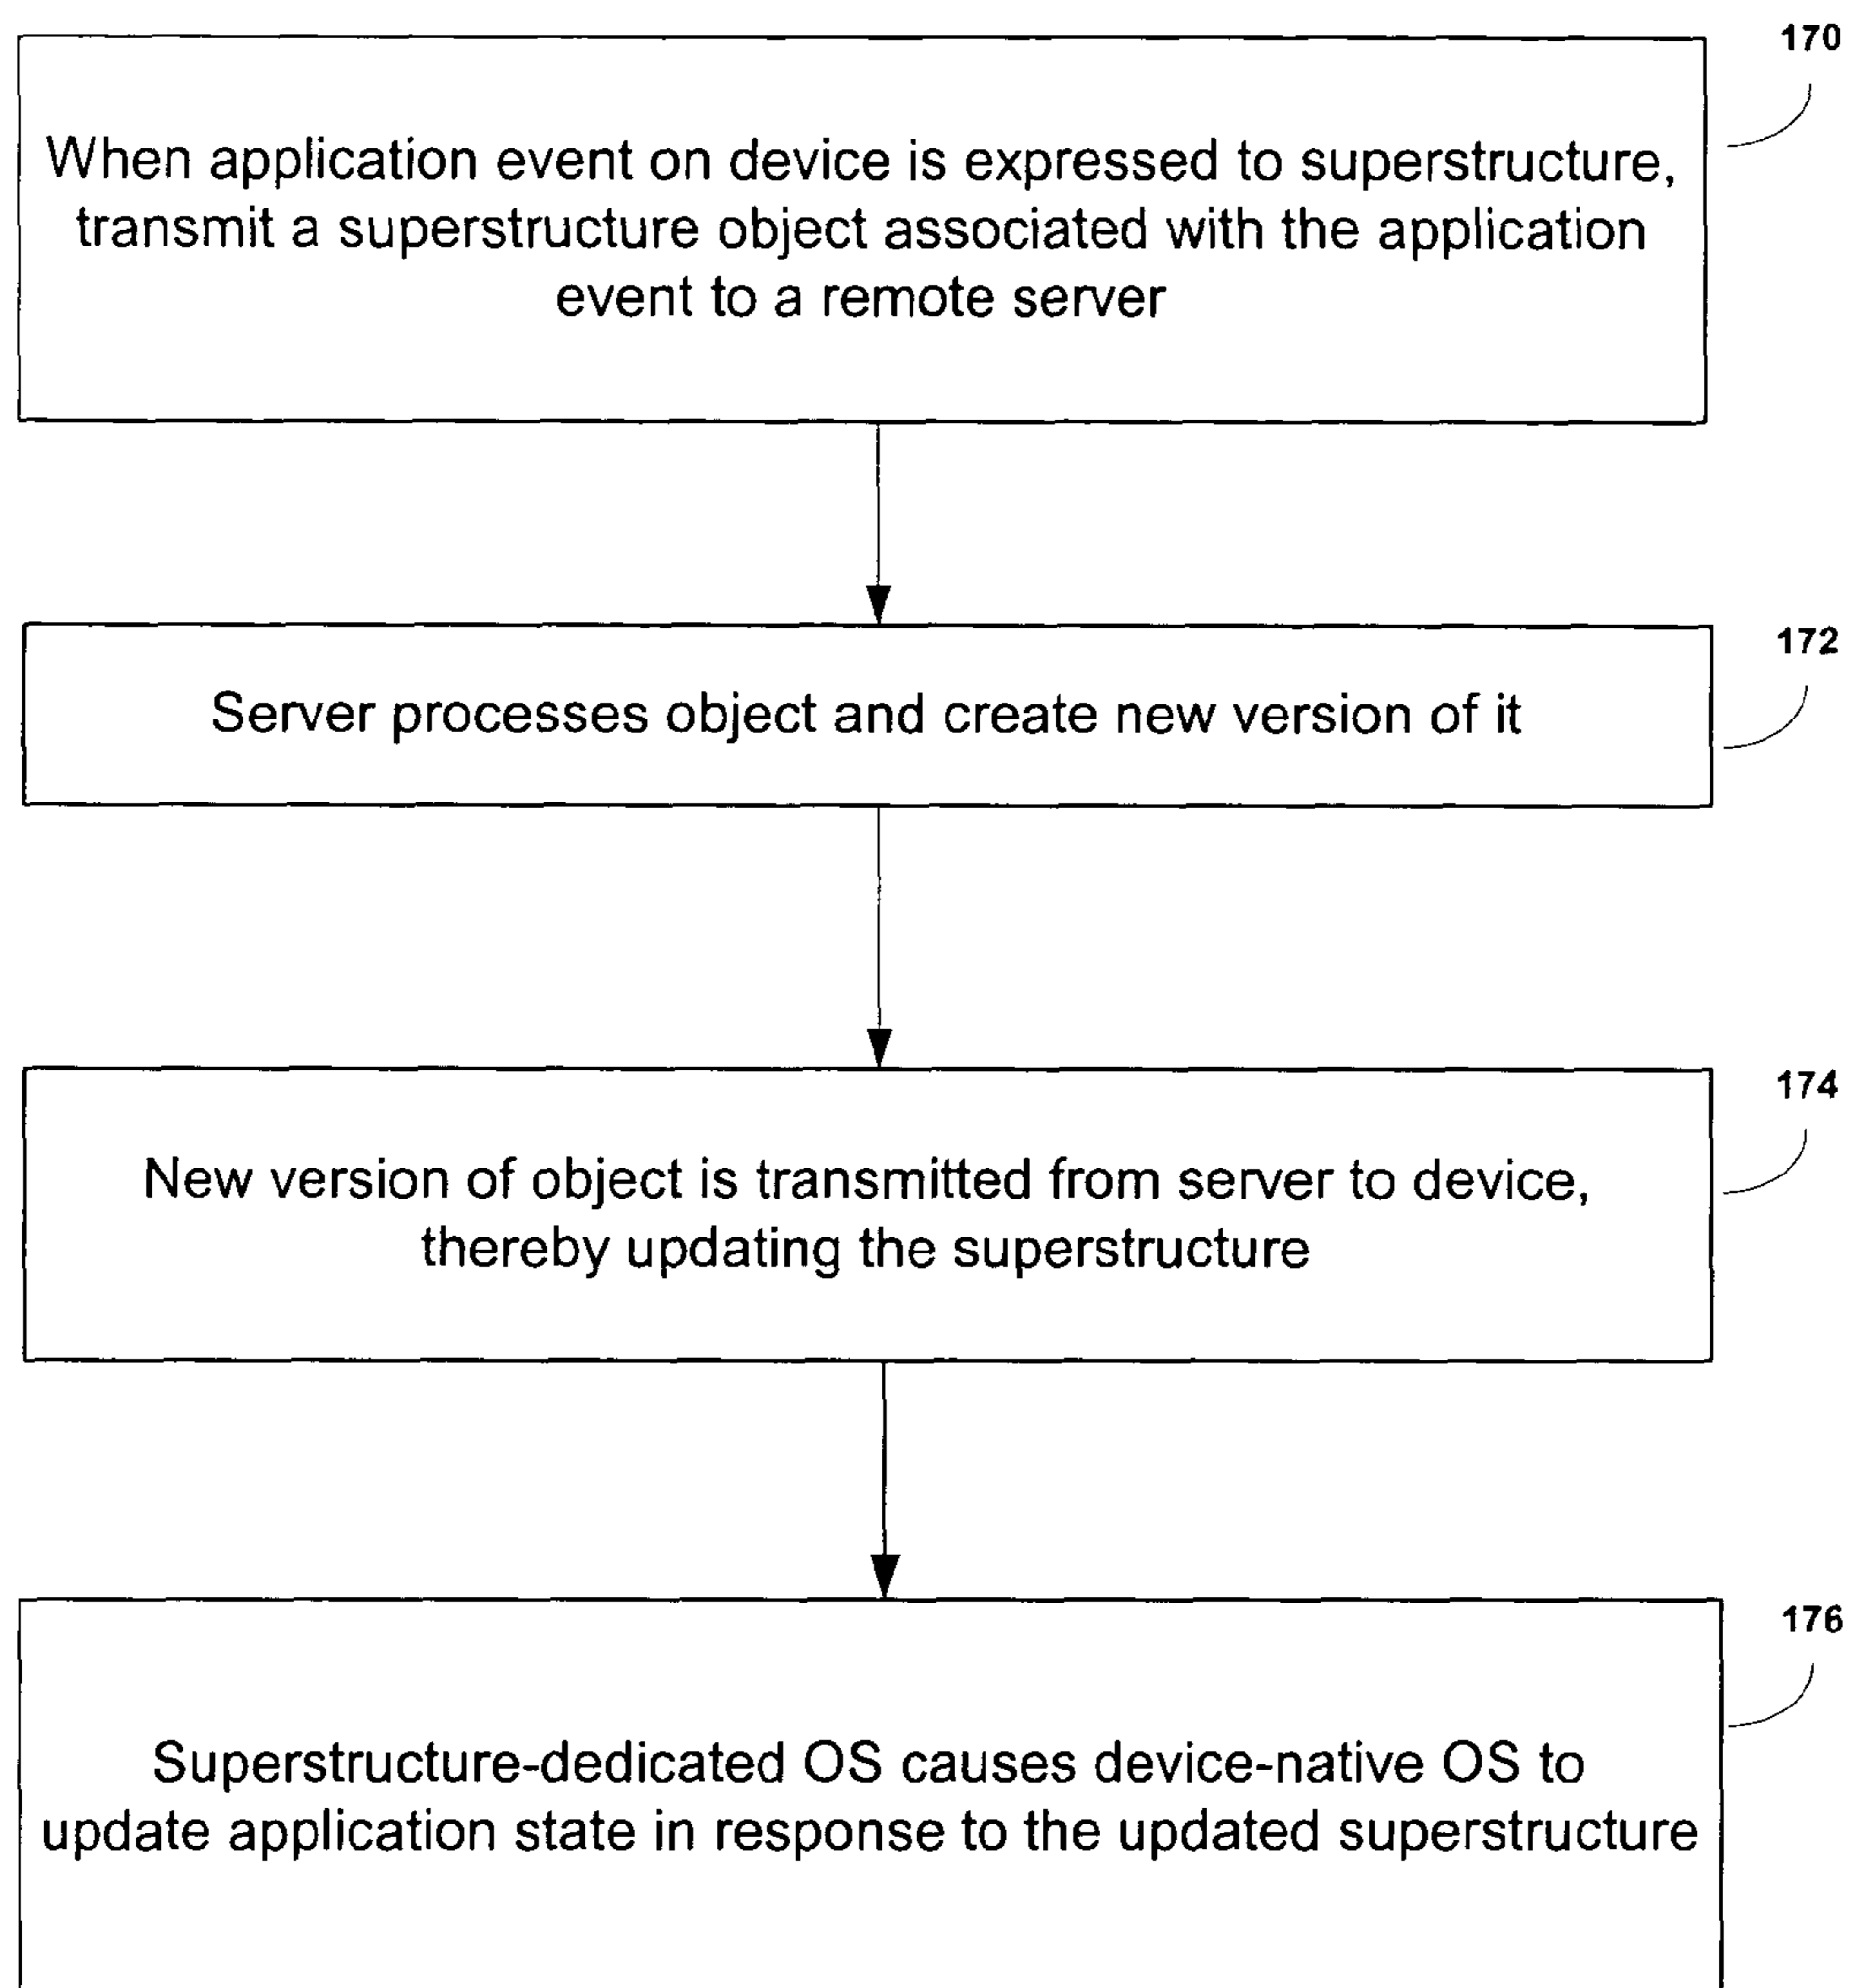 170
When application event on device is expressed to superstructure,
transmit a superstructure object associated with the application
event to a remote server
172
Server processes object and create new version of it
174
New version of object is transmitted from server to device,
thereby updating the superstructure
176
Superstructure-dedicated OS causes device-native OS to
update application state in response to the updated superstructure